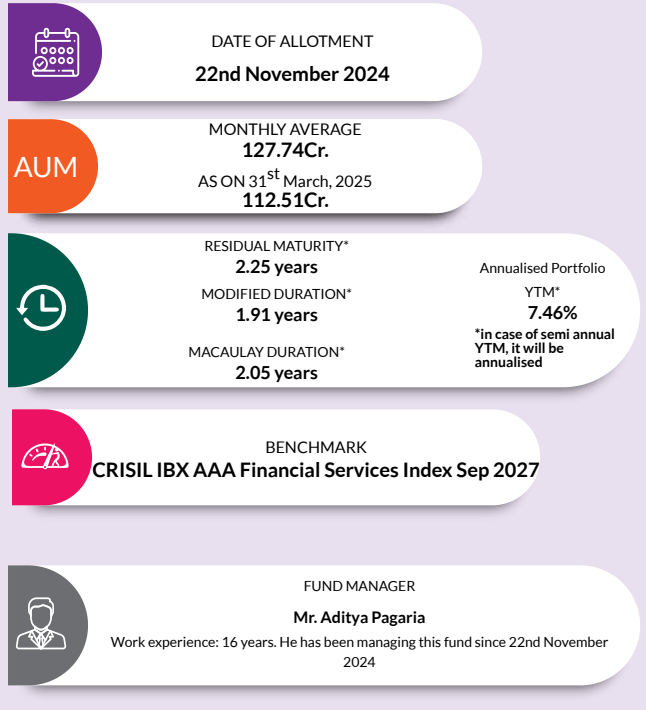 DATE OF ALLOTMENT
22nd November 2024
AUM
MONTHLY AVERAGE
127.74Cr.
AS ON 31st March, 2025
112.51Cr.
RESIDUAL MATURITY*
2.25 years
MODIFIED DURATION*
1.91 years
MACAULAY DURATION*
2.05 years
Annualised Portfolio
YTM*
7.46%
*in case of semi annual
YTM, it will be
annualised
BENCHMARK
CRISIL IBX AAA Financial Services Index Sep 2027
FUND MANAGER
Mr. Aditya Pagaria
Work experience: 16 years. He has been managing this fund since 22nd November
2024